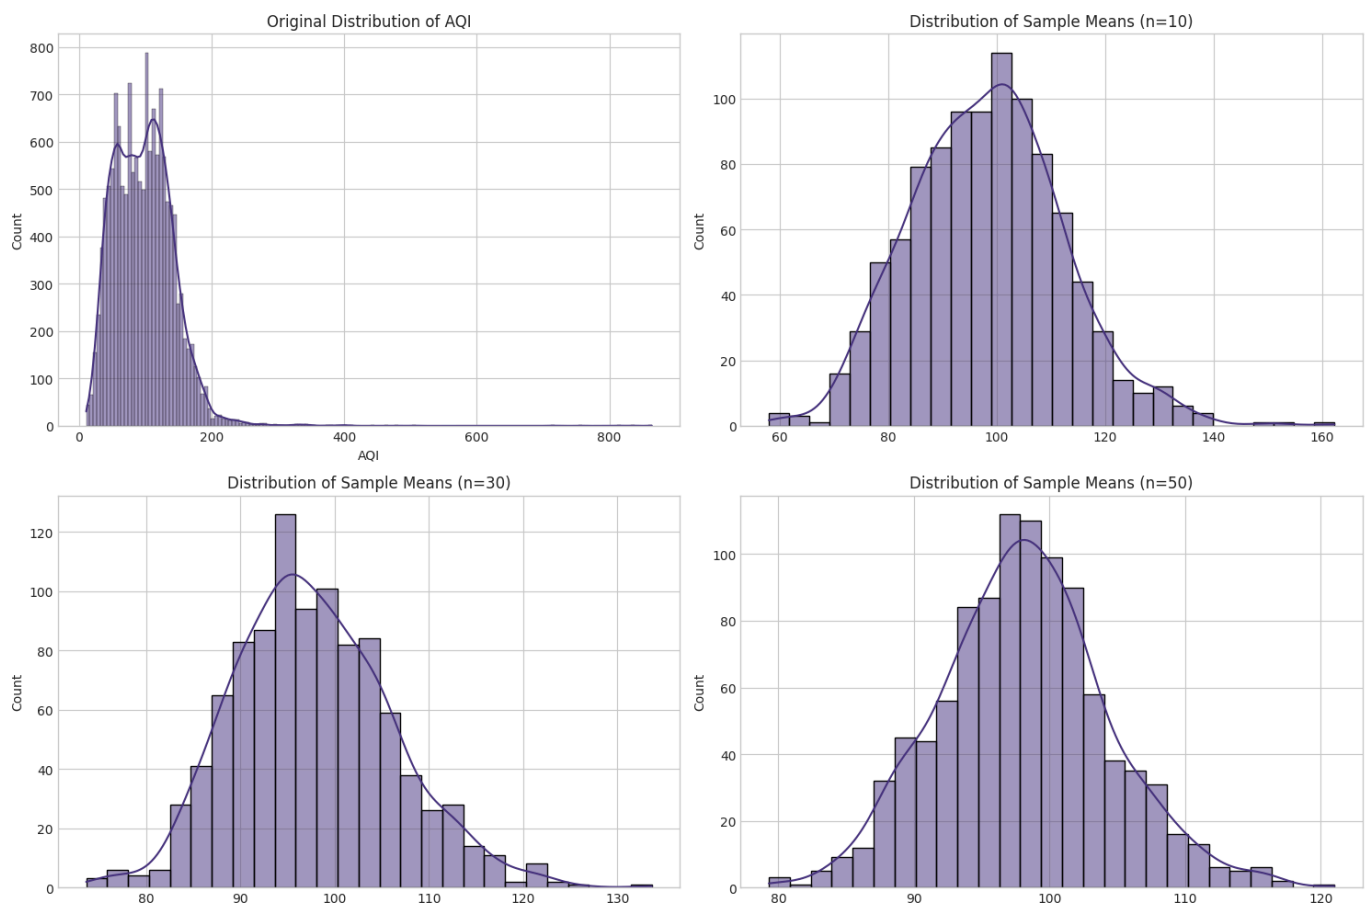 Original Distribution of AQI
800
700
600
500
400
300
200
100
0
Count
0 200 400 600 800
AQI
Distribution of Sample Means (n=10)
100
80
60
40
20
0
Count
60 80 100 120 140 160
Distribution of Sample Means (n=30)
120
100
80
60
40
20
0
Count
80 90 100 110 120 130
Distribution of Sample Means (n=50)
100
80
60
40
20
0
Count
80 90 100 110 120